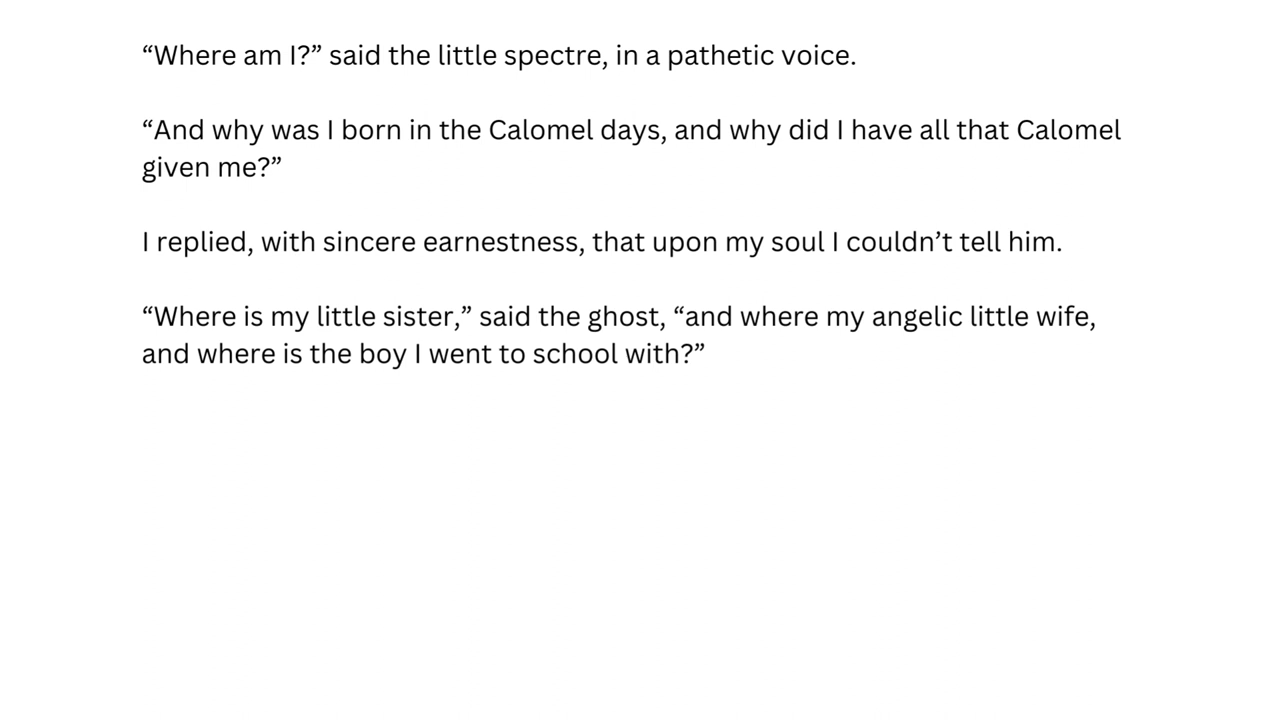 “Where am I?” said the little spectre, in a pathetic voice.
“And why was I born in the Calomel days, and why did I have all that Calomel
given me?”
I replied, with sincere earnestness, that upon my soul I couldn’t tell him.
“Where is my little sister,” said the ghost, “and where my angelic little wife,
and where is the boy I went to school with?”